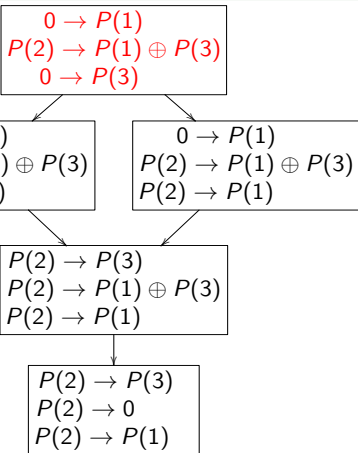 0 → P(1)
P(2) → P(1) ⊕ P(3)
0 → P(3)
) ⊕ P(3)
0 → P(1)
P(2) → P(1) ⊕ P(3)
P(2) → P(1)
P(2) → P(3)
P(2) → P(1) ⊕ P(3)
P(2) → P(1)
P(2) → P(3)
P(2) → 0
P(2) → P(1)